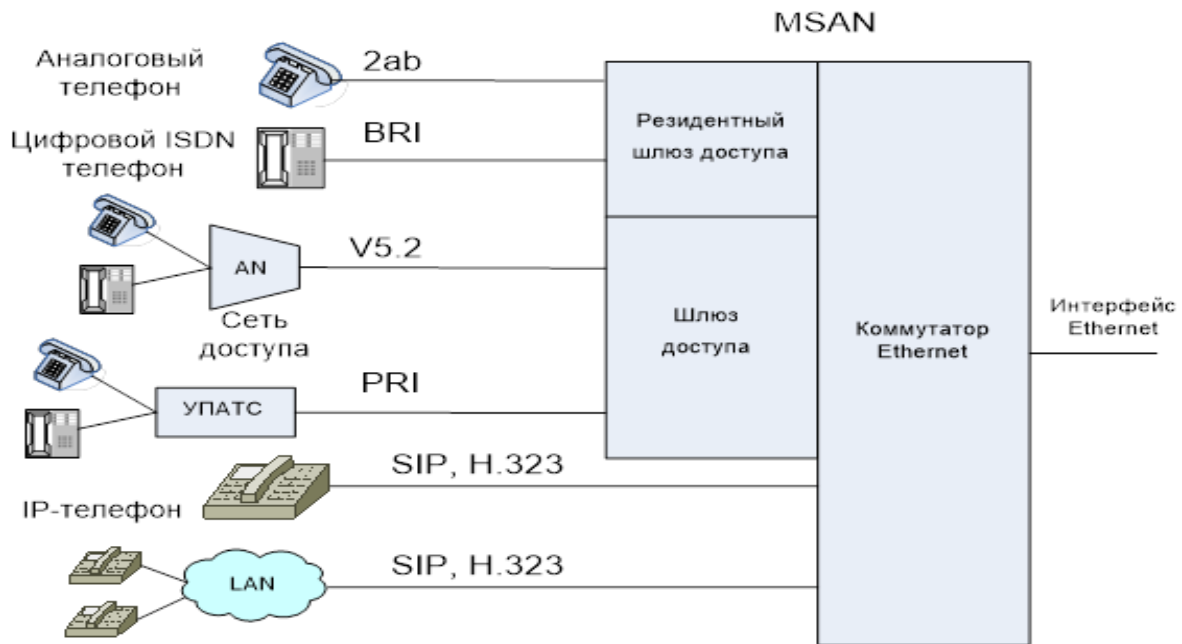 MSAN
Аналоговый
телефон
2ab
Цифровой ISDN
телефон
BRI
Резидентный
шлюз доступа
AN
V5.2
Сеть
доступа
Шлюз
доступа
Коммутатор
Ethernet
Интерфейс
Ethernet
УПАТС
PRI
SIP, H.323
IP-телефон
LAN
SIP, H.323